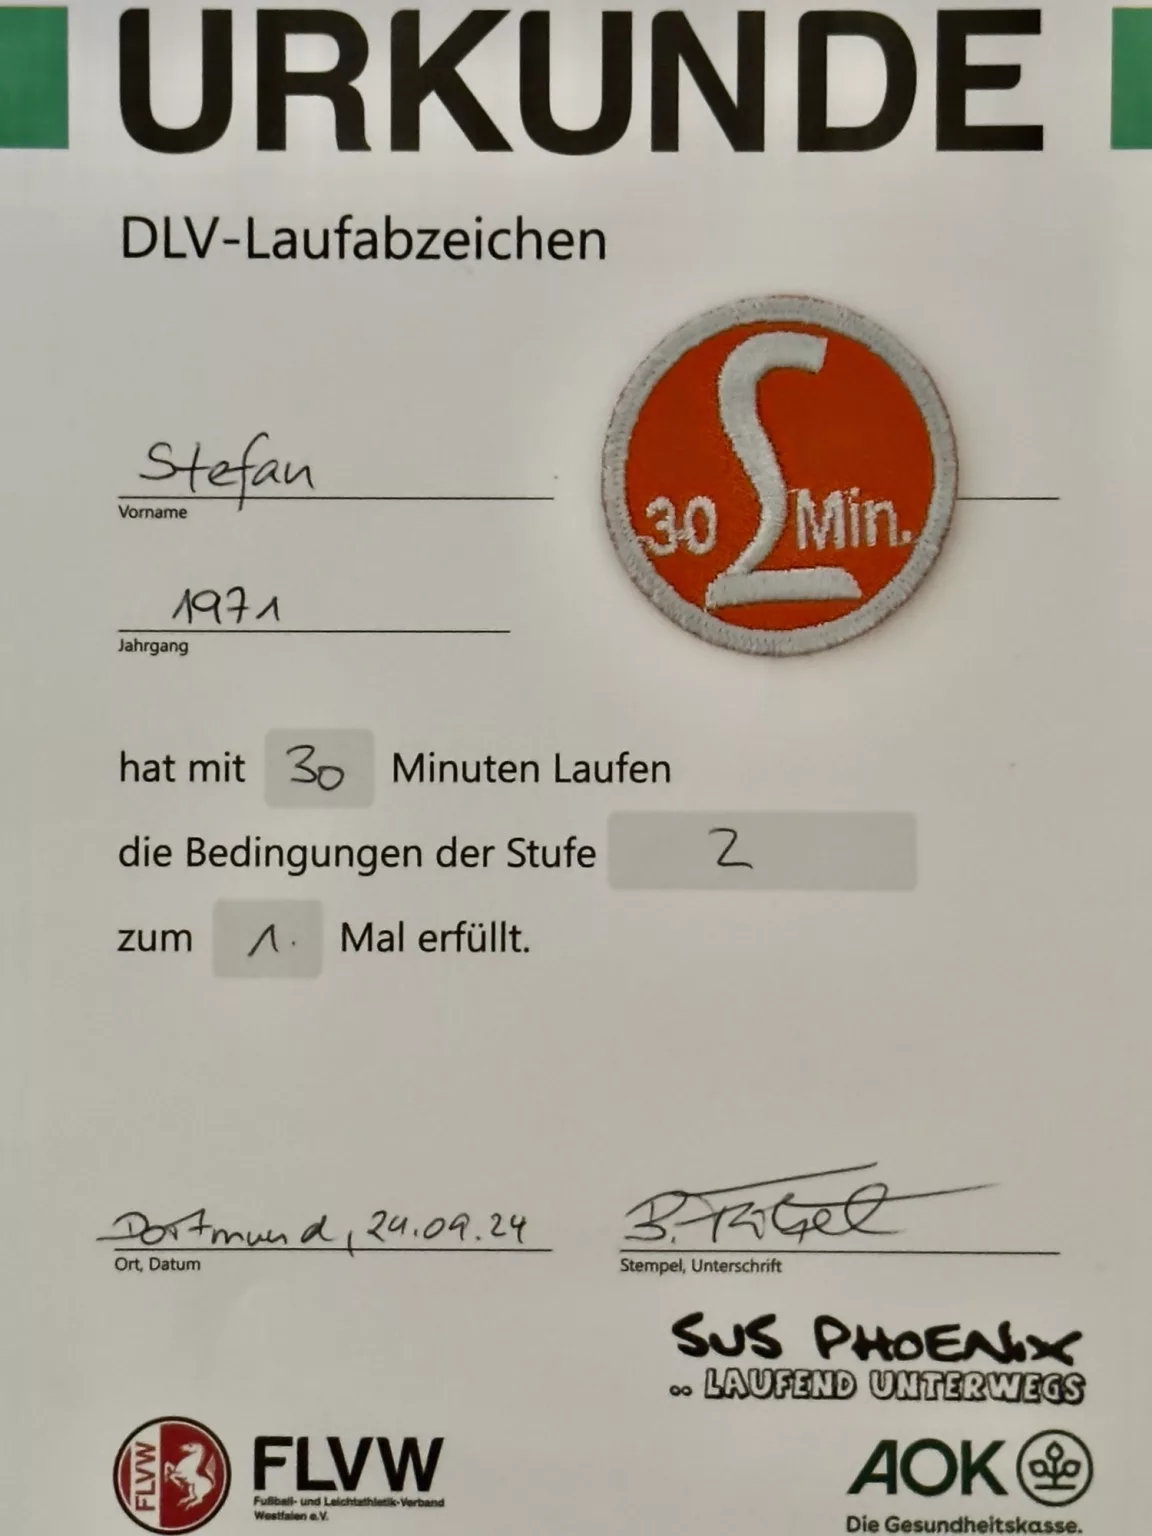 URKUNDE
DLV-Laufabzeichen
30 Min.
Stefan
Vorname
1971
Jahrgang
hat mit 30 Minuten Laufen
die Bedingungen der Stufe 2
zum 1. Mal erfüllt.
Dortmund, 24.09.24
Ort, Datum
Stempel, Unterschrift
SUS PHOENIX
LAUFEND UNTERWEGS
FLVW
FLVW
Fußball- und Leichtathletik-Verband
Westfalen e.V.
AOK
Die Gesundheitskasse.